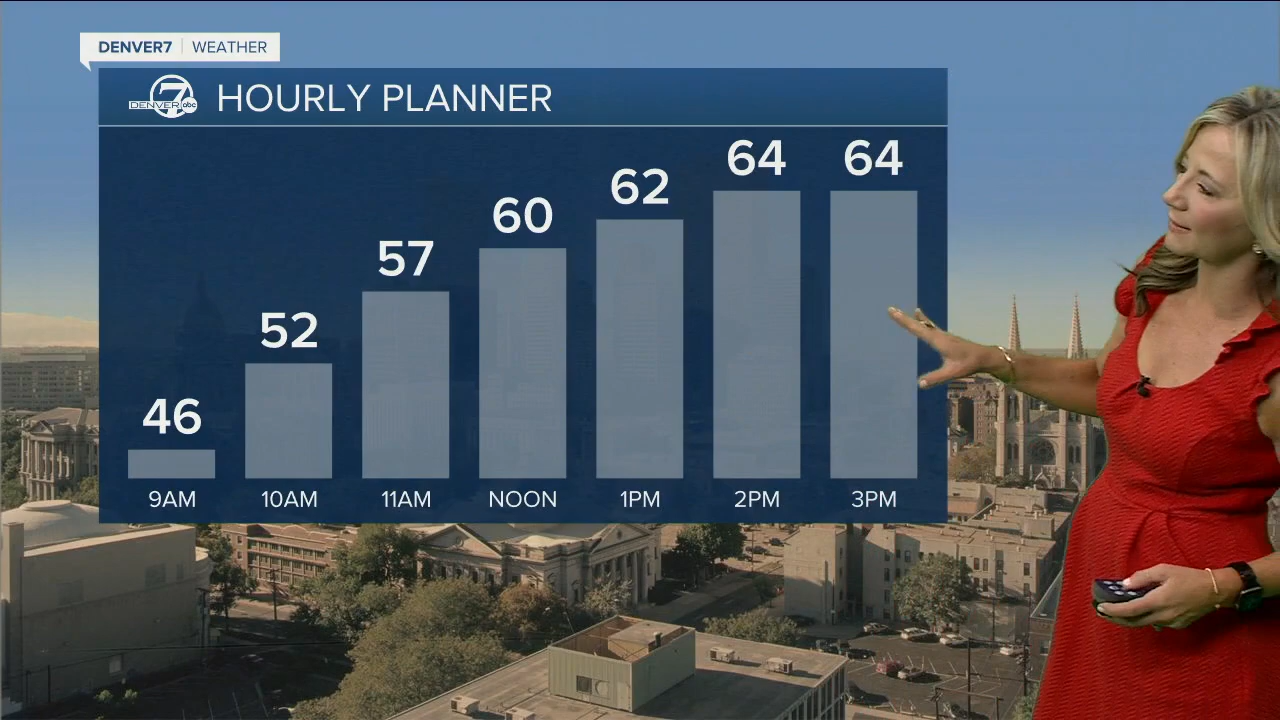 DENVER7 | WEATHER
DENVER 7 abc
HOURLY PLANNER
46 52 57 60 62 64 64
9AM 10AM 11AM NOON 1PM 2PM 3PM